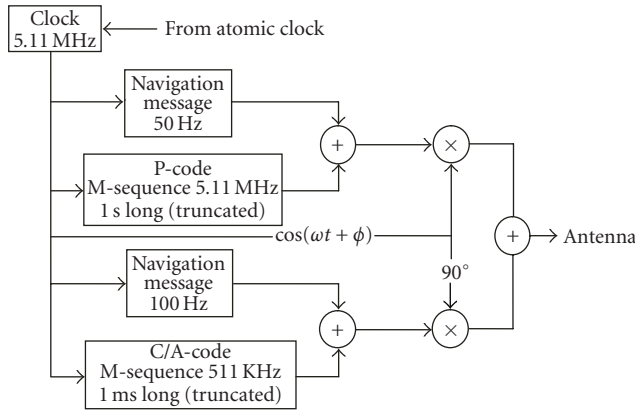 Clock
5.11 MHz
From atomic clock
Navigation
message
50 Hz
+
×
P-code
M-sequence 5.11 MHz
1 s long (truncated)
cos(ωt + ϕ)
+
Antenna
Navigation
message
100 Hz
90°
+
×
C/A-code
M-sequence 511 KHz
1 ms long (truncated)